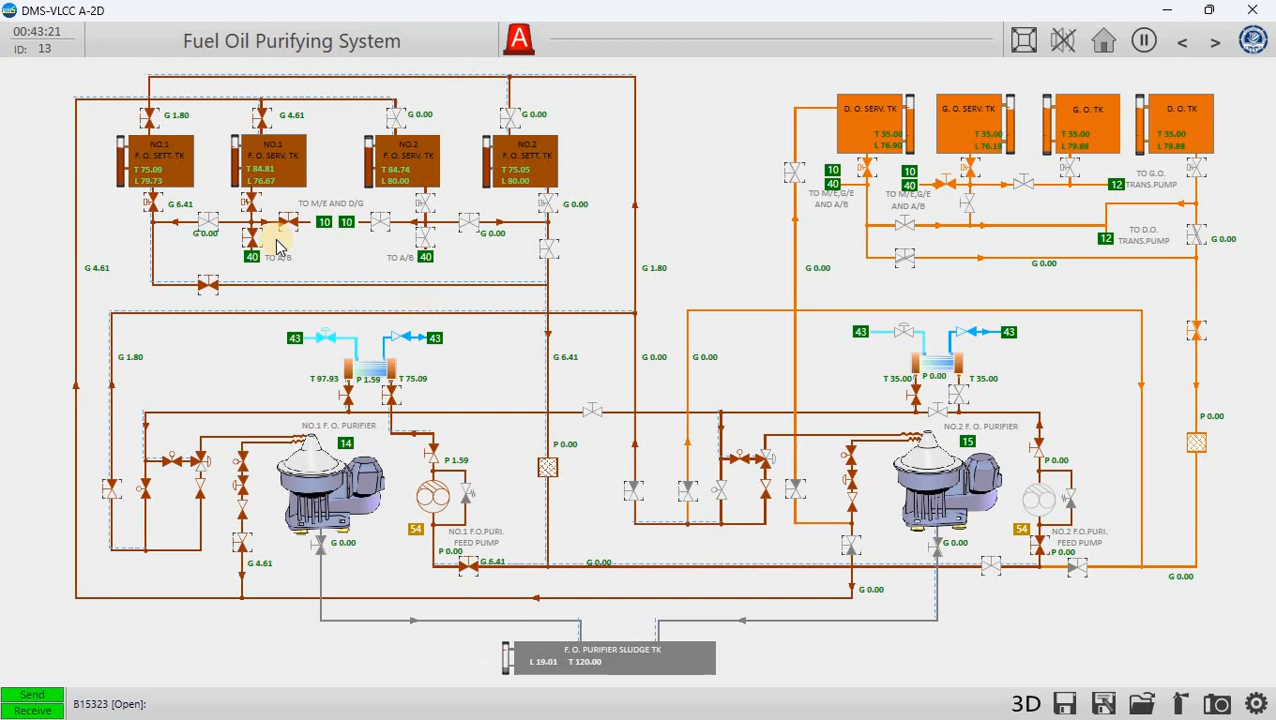 DMS-VLCC A-2D
00:43:21
ID: 13
Fuel Oil Purifying System
A
G 1.80
G 4.61
G 0.00
G 0.00
NO.1
F. O. SETT. TK
T 75.09
L 79.73
NO.1
F. O. SERV. TK
T 84.81
L 76.67
NO.2
F. O. SERV. TK
T 84.74
L 80.00
NO.2
F. O. SETT. TK
T 75.05
L 80.00
D. O. SERV. TK
T 35.00
L 76.90
G. O. SERV. TK
T 35.00
G. O. TK
T 35.00
L 79.86
D. O. TK
T 35.00
L 79.88
G 6.41
TO M/E AND D/G
G 0.00
10
40
TO M/E,G/E
AND A/B
10
40
TO M/E,G/E
AND A/B
12
TO G.O.
TRANS.PUMP
G 0.00
10
10
G 0.00
12
TO D.O.
TRANS.PUMP
G 0.00
40
TO A/B
TO A/B
40
G 4.61
G 1.80
G 0.00
G 0.00
43
43
43
43
G 1.80
G 6.41
G 0.00
G 0.00
T 97.93
P 1.59
T 75.09
T 35.00
P 0.00
T 35.00
NO.1 F. O. PURIFIER
14
NO.2 F. O. PURIFIER
15
P 0.00
P 0.00
P 1.59
P 0.00
54
NO.1 F.O.PURI.
FEED PUMP
54
NO.2 F.O.PURI.
FEED PUMP
G 0.00
P 0.00
G 0.00
P 0.00
G 4.61
G 6.41
G 0.00
G 0.00
G 0.00
F. O. PURIFIER SLUDGE TK
L 19.01
T 120.00
Send
Receive
B15323 [Open]:
3D